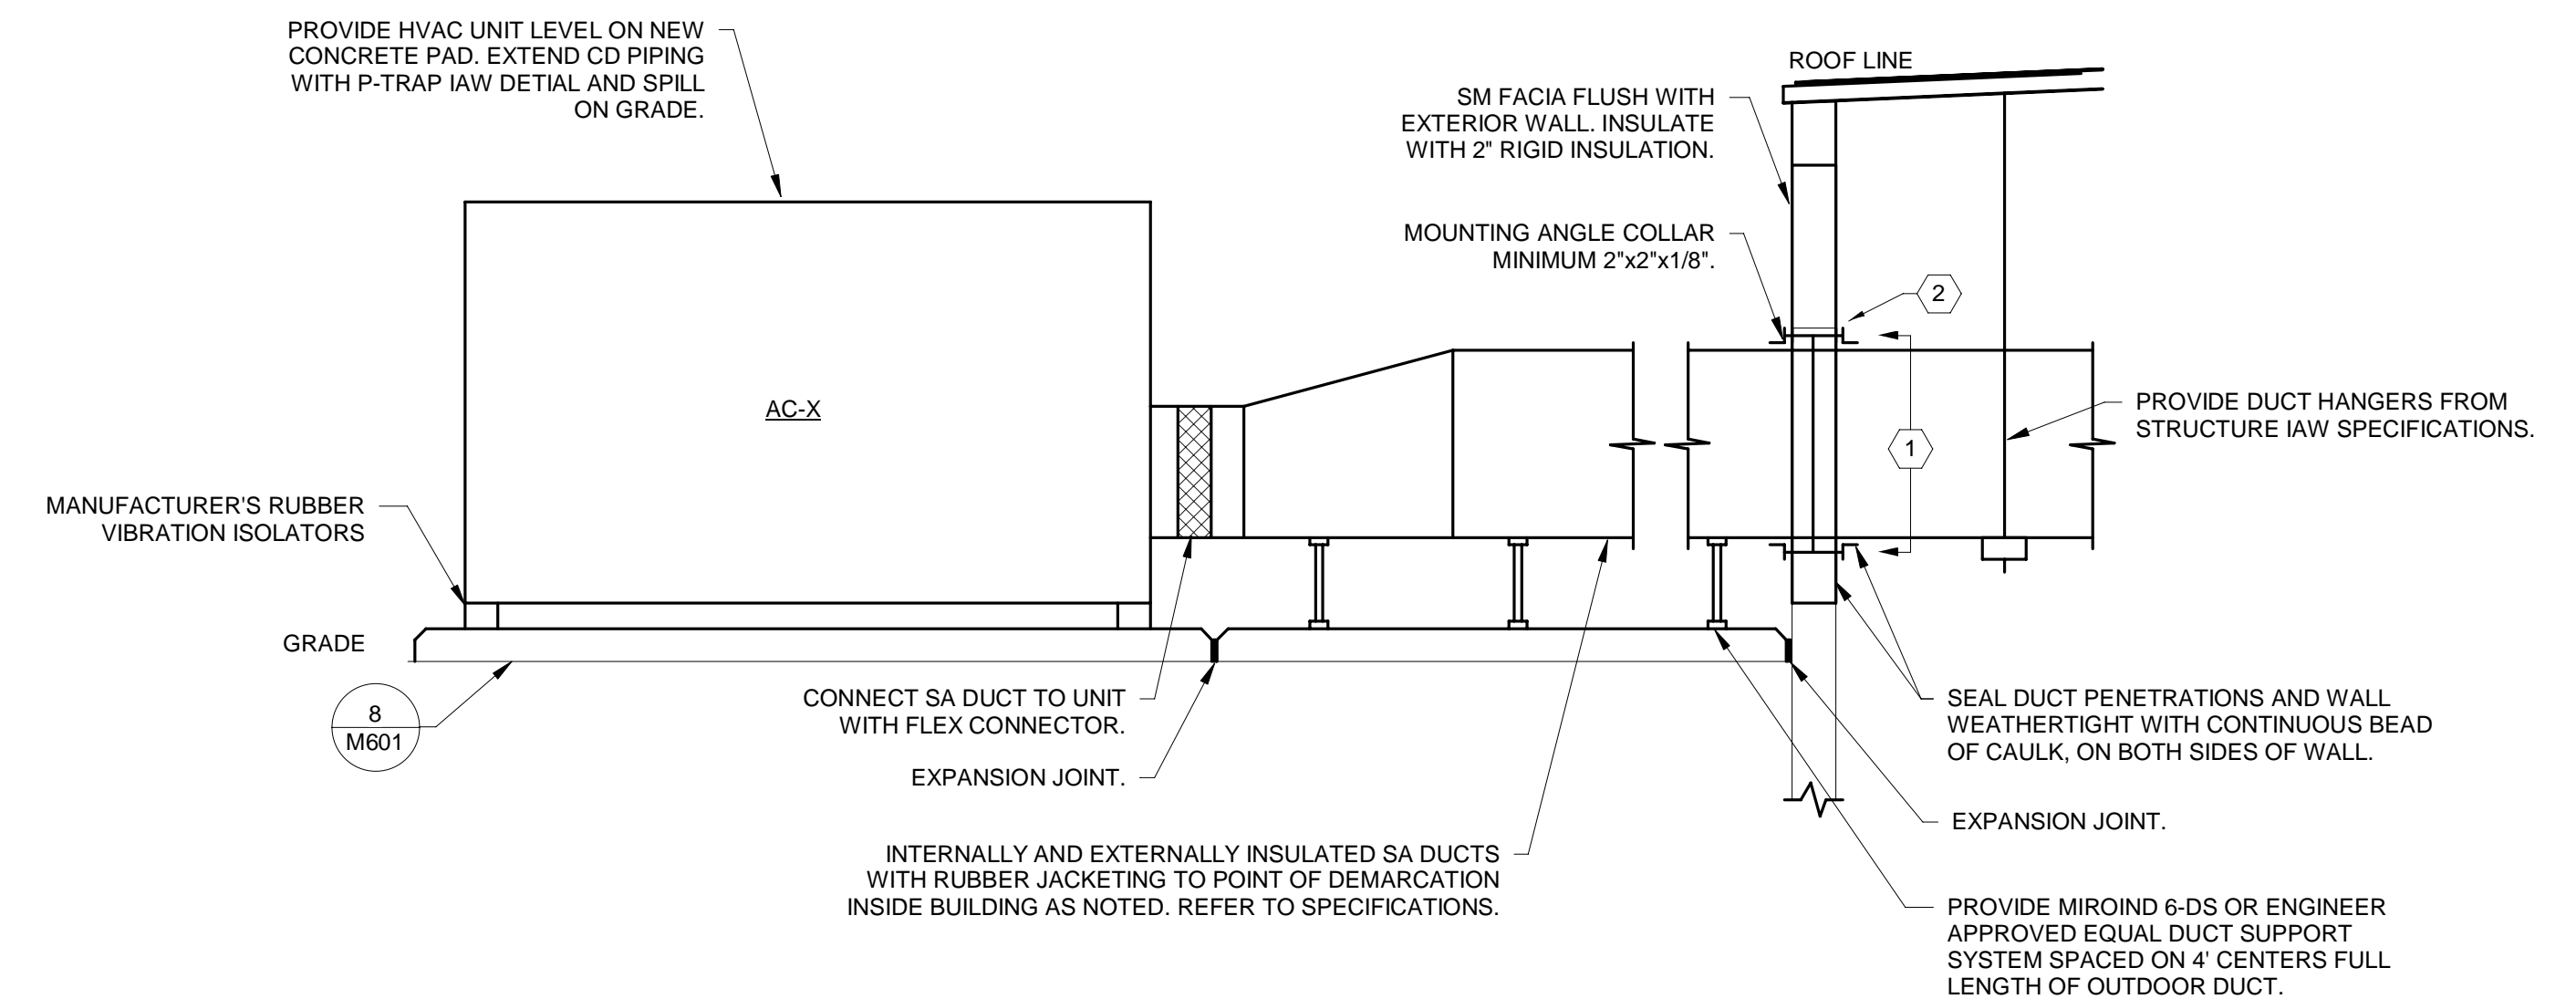 PROVIDE HVAC UNIT LEVEL ON NEW
CONCRETE PAD. EXTEND CD PIPING
WITH P-TRAP IAW DETIAL AND SPILL
ON GRADE.
ROOF LINE
SM FACIA FLUSH WITH
EXTERIOR WALL. INSULATE
WITH 2" RIGID INSULATION.
MOUNTING ANGLE COLLAR
MINIMUM 2"x2"x1/8".
2
AC-X
1
PROVIDE DUCT HANGERS FROM
STRUCTURE IAW SPECIFICATIONS.
MANUFACTURER'S RUBBER
VIBRATION ISOLATORS
GRADE
8
M601
CONNECT SA DUCT TO UNIT
WITH FLEX CONNECTOR.
EXPANSION JOINT.
SEAL DUCT PENETRATIONS AND WALL
WEATHERTIGHT WITH CONTINUOUS BEAD
OF CAULK, ON BOTH SIDES OF WALL.
EXPANSION JOINT.
INTERNALLY AND EXTERNALLY INSULATED SA DUCTS
WITH RUBBER JACKETING TO POINT OF DEMARCATION
INSIDE BUILDING AS NOTED. REFER TO SPECIFICATIONS.
PROVIDE MIROIND 6-DS OR ENGINEER
APPROVED EQUAL DUCT SUPPORT
SYSTEM SPACED ON 4' CENTERS FULL
LENGTH OF OUTDOOR DUCT.